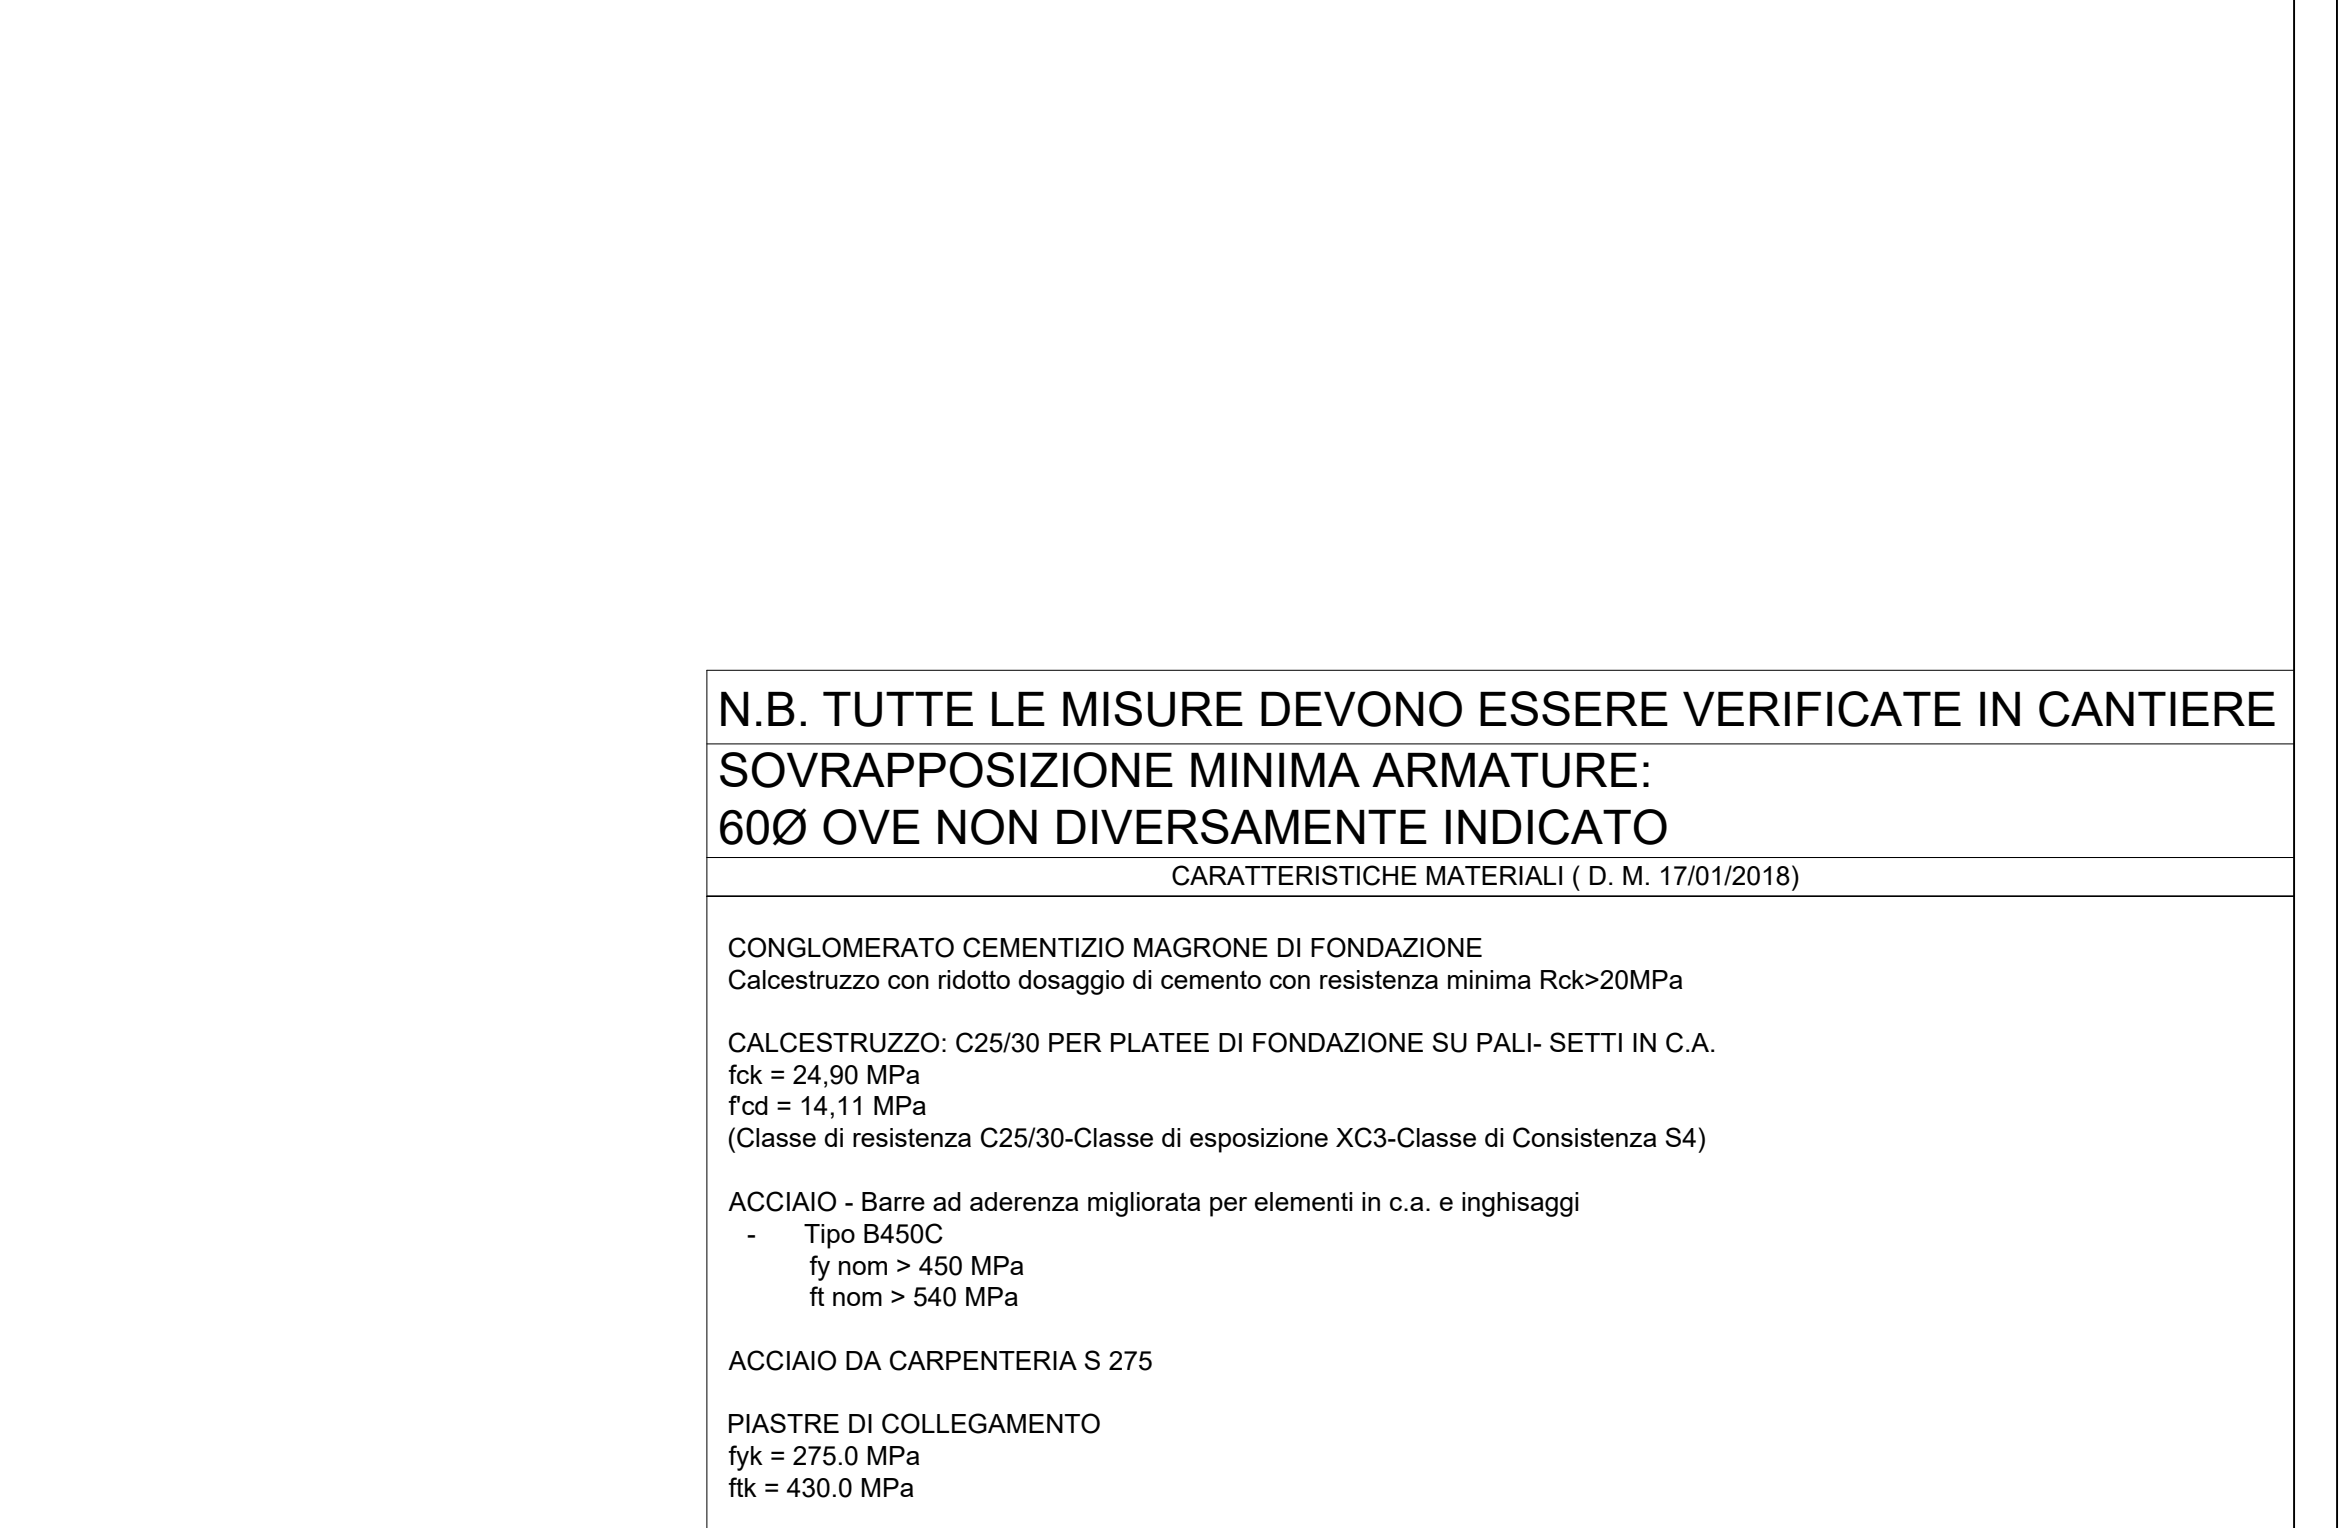 N.B. TUTTE LE MISURE DEVONO ESSERE VERIFICATE IN CANTIERE
SOVRAPPOSIZIONE MINIMA ARMATURE:
60Ø OVE NON DIVERSAMENTE INDICATO
CARATTERISTICHE MATERIALI ( D. M. 17/01/2018)
CONGLOMERATO CEMENTIZIO MAGRONE DI FONDAZIONE
Calcestruzzo con ridotto dosaggio di cemento con resistenza minima Rck>20MPa
CALCESTRUZZO: C25/30 PER PLATEE DI FONDAZIONE SU PALI- SETTI IN C.A.
fck = 24,90 MPa
f'cd = 14,11 MPa
(Classe di resistenza C25/30-Classe di esposizione XC3-Classe di Consistenza S4)
ACCIAIO - Barre ad aderenza migliorata per elementi in c.a. e inghisaggi
- Tipo B450C
fy nom > 450 MPa
ft nom > 540 MPa
ACCIAIO DA CARPENTERIA S 275
PIASTRE DI COLLEGAMENTO
fyk = 275.0 MPa
ftk = 430.0 MPa